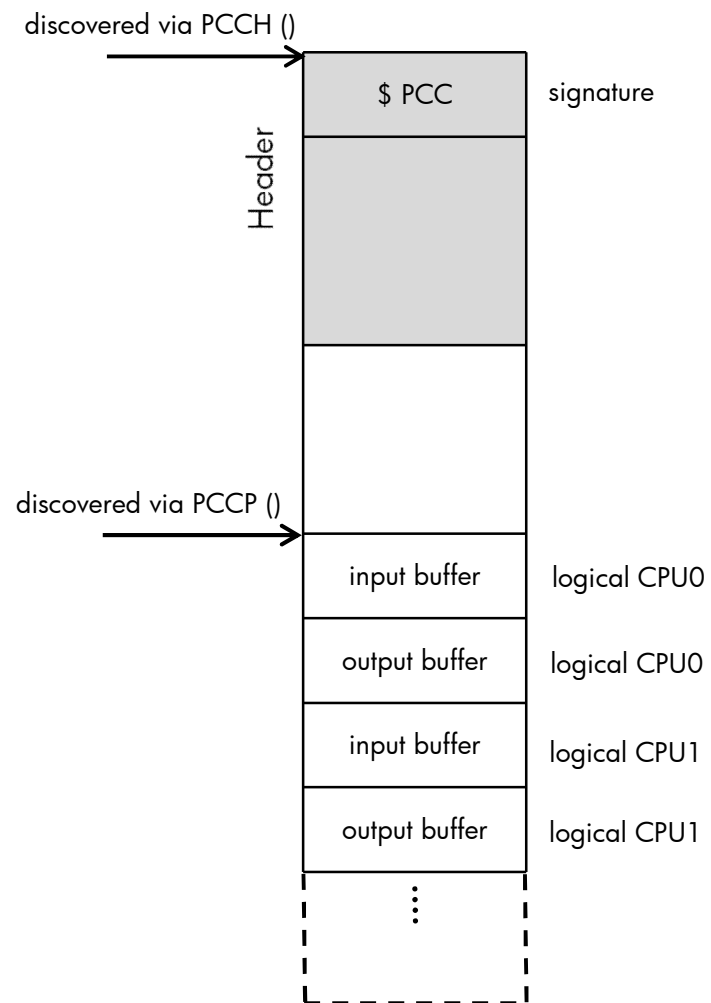 discovered via PCCH ()
$ PCC
signature
Header
discovered via PCCP ()
input buffer
logical CPU0
output buffer
logical CPU0
input buffer
logical CPU1
output buffer
logical CPU1